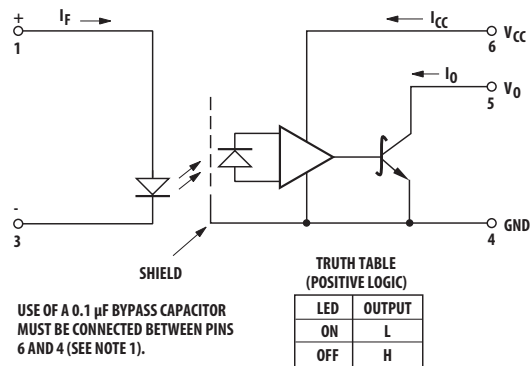 +
1
I_F
I_CC
V_CC
6
I_O
V_O
5
-
3
GND
4
SHIELD
USE OF A 0.1 µF BYPASS CAPACITOR
MUST BE CONNECTED BETWEEN PINS
6 AND 4 (SEE NOTE 1).
TRUTH TABLE
(POSITIVE LOGIC)
LED OUTPUT
ON L
OFF H